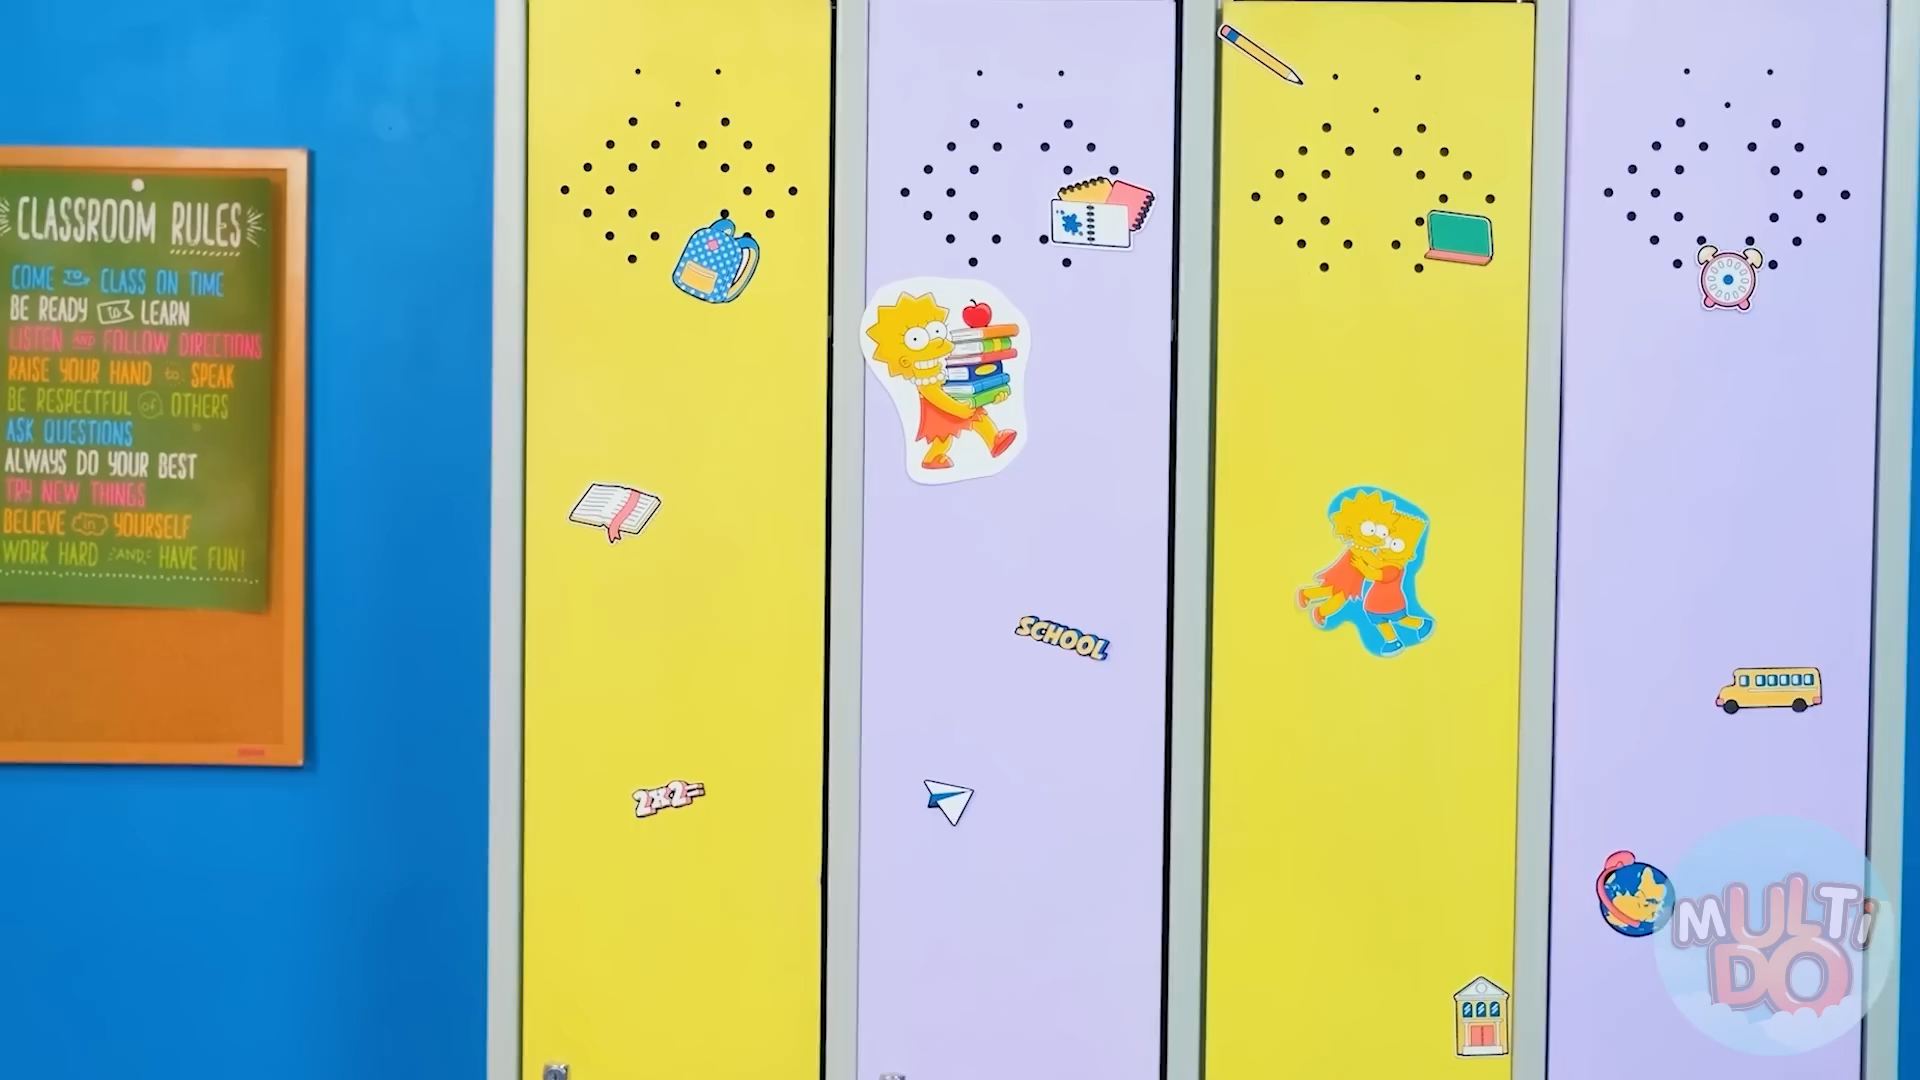 CLASSROOM RULES
COME TO CLASS ON TIME
BE READY to LEARN
LISTEN AND FOLLOW DIRECTIONS
RAISE YOUR HAND to SPEAK
BE RESPECTFUL of OTHERS
ASK QUESTIONS
ALWAYS DO YOUR BEST
TRY NEW THINGS
BELIEVE in YOURSELF
WORK HARD AND HAVE FUN!
SCHOOL
2x2=
MULTi
DO